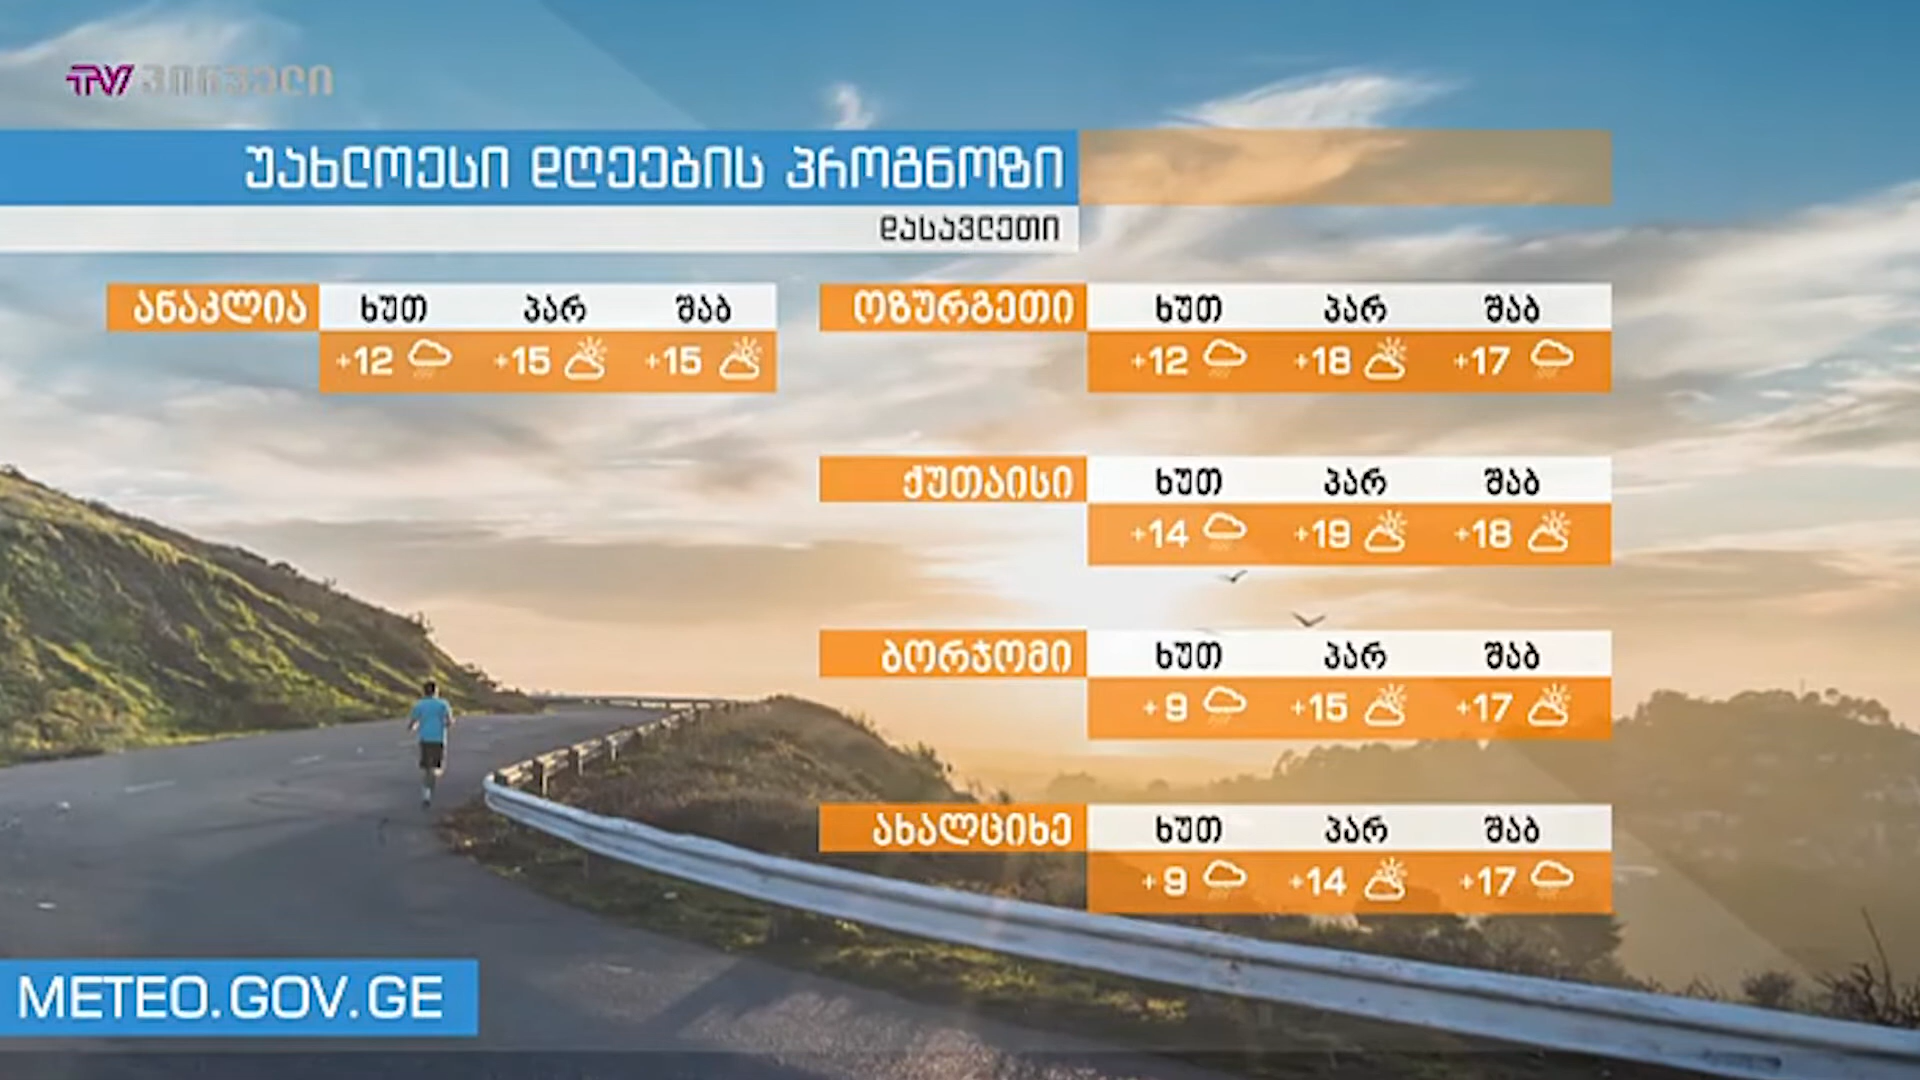 TV პირველი
უახლოესი დღეების პროგნოზი
დასავლეთი
ანაკლია ხუთ პარ შაბ
+12 +15 +15
ოზურგეთი ხუთ პარ შაბ
+12 +18 +17
ქუთაისი ხუთ პარ შაბ
+14 +19 +18
ბორჯომი ხუთ პარ შაბ
+9 +15 +17
ახალციხე ხუთ პარ შაბ
+9 +14 +17
METEO.GOV.GE